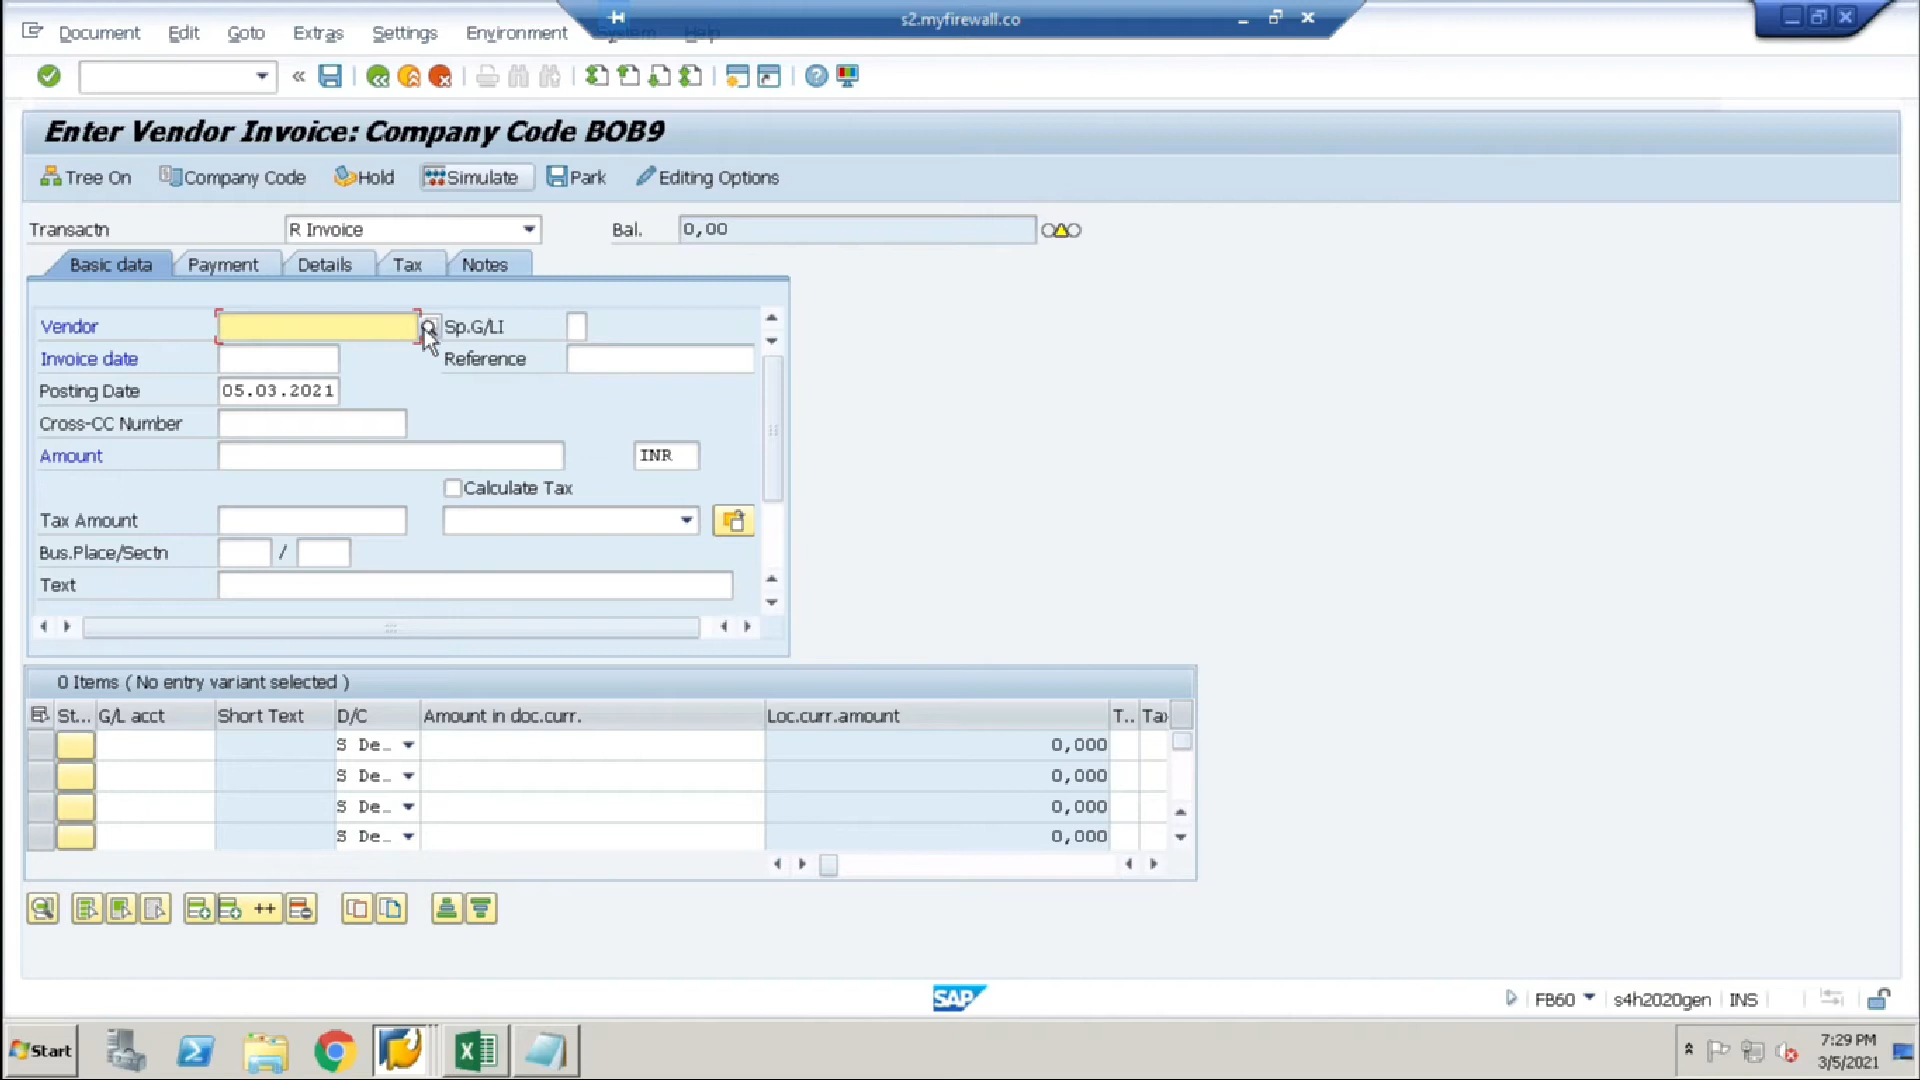 s2.myfirewall.co
Document Edit Goto Extras Settings Environment System Help
Enter Vendor Invoice: Company Code BOB9
Tree On Company Code Hold Simulate Park Editing Options
Transactn R Invoice Bal. 0,00
Basic data Payment Details Tax Notes
Vendor Sp.G/LI
Invoice date Reference
Posting Date 05.03.2021
Cross-CC Number
Amount INR
Calculate Tax
Tax Amount
Bus.Place/Sectn /
Text
0 Items ( No entry variant selected )
St... G/L acct Short Text D/C Amount in doc.curr. Loc.curr.amount T.. Tax
S De… 0,000
S De… 0,000
S De… 0,000
S De… 0,000
++
SAP FB60 s4h2020gen INS
Start 7:29 PM
3/5/2021